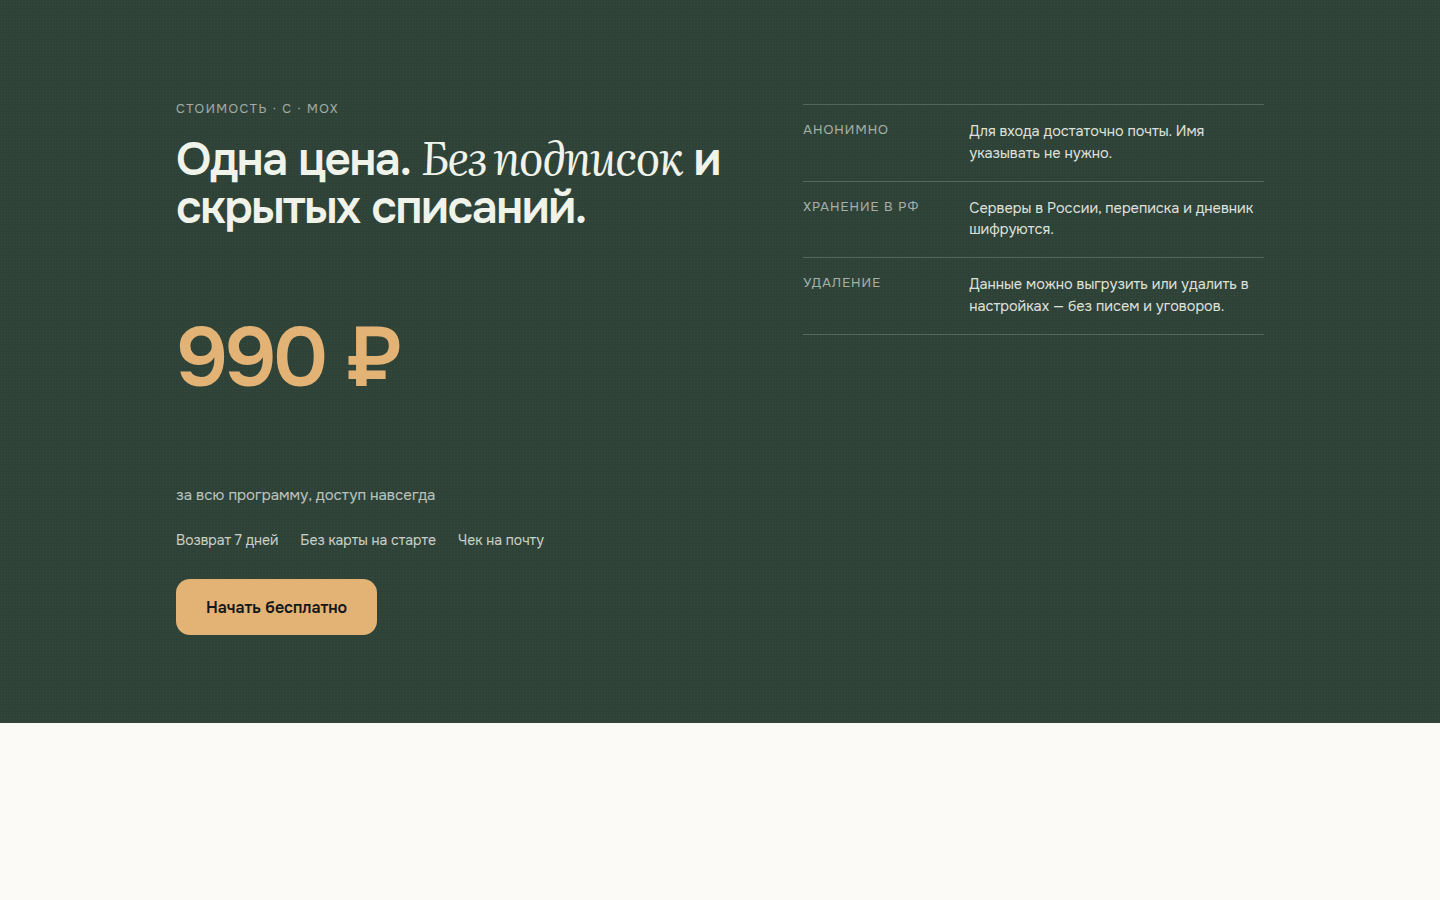 СТОИМОСТЬ · С · МОХ
Одна цена. Без подписок и
скрытых списаний.
990 ₽
за всю программу, доступ навсегда
Возврат 7 дней Без карты на старте Чек на почту
Начать бесплатно
АНОНИМНО
Для входа достаточно почты. Имя
указывать не нужно.
ХРАНЕНИЕ В РФ
Серверы в России, переписка и дневник
шифруются.
УДАЛЕНИЕ
Данные можно выгрузить или удалить в
настройках — без писем и уговоров.